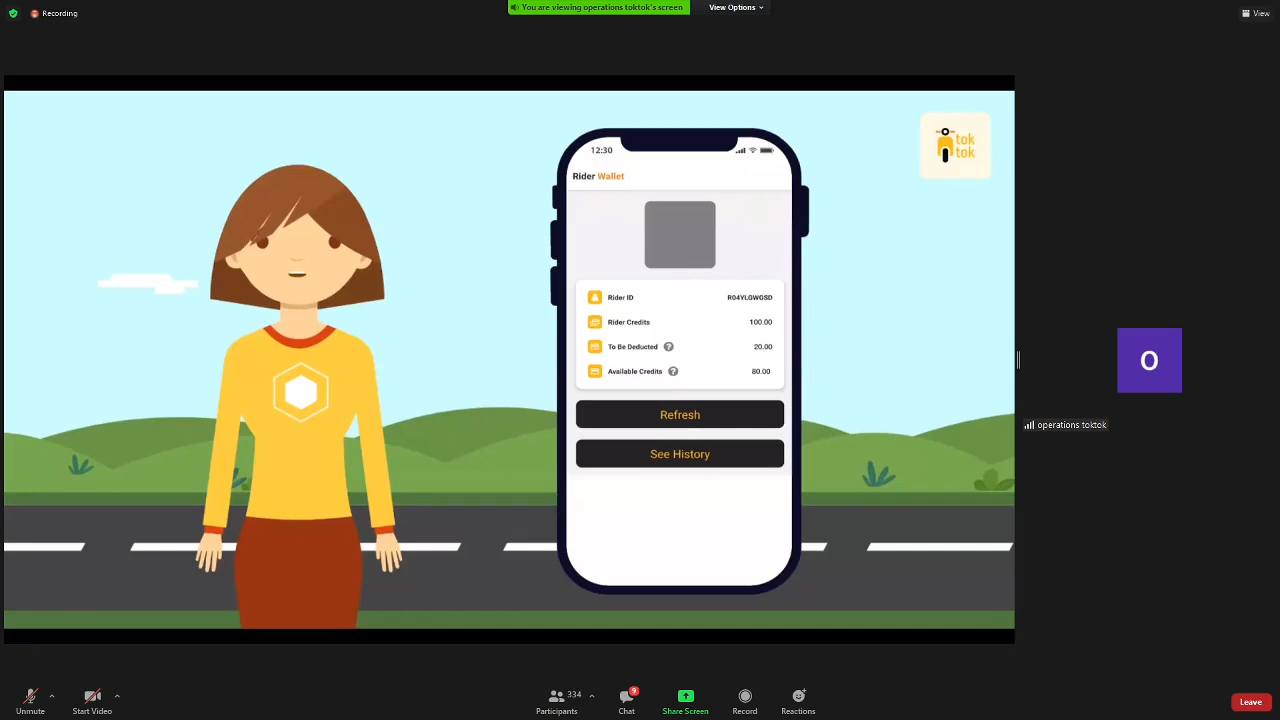 Recording
You are viewing operations toktok's screen
View Options
View
tok
tok
12:30
Rider Wallet
Rider ID R04YLGWGSD
Rider Credits 100.00
To Be Deducted ? 20.00
Available Credits ? 80.00
Refresh
See History
O
operations toktok
Unmute
Start Video
334
Participants
9
Chat
Share Screen
Record
Reactions
Leave